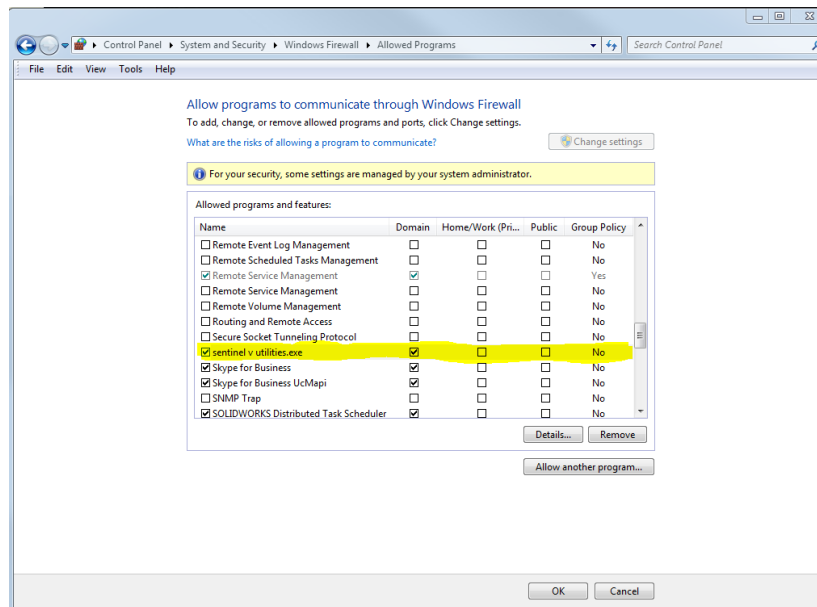 Control Panel ▸ System and Security ▸ Windows Firewall ▸ Allowed Programs
Search Control Panel
File Edit View Tools Help
Allow programs to communicate through Windows Firewall
To add, change, or remove allowed programs and ports, click Change settings.
What are the risks of allowing a program to communicate?
Change settings
For your security, some settings are managed by your system administrator.
Allowed programs and features:
Name Domain Home/Work (Pri... Public Group Policy
Remote Event Log Management No
Remote Scheduled Tasks Management No
Remote Service Management Yes
Remote Service Management No
Remote Volume Management No
Routing and Remote Access No
Secure Socket Tunneling Protocol No
sentinel v utilities.exe No
Skype for Business No
Skype for Business UcMapi No
SNMP Trap No
SOLIDWORKS Distributed Task Scheduler No
Details... Remove
Allow another program...
OK Cancel